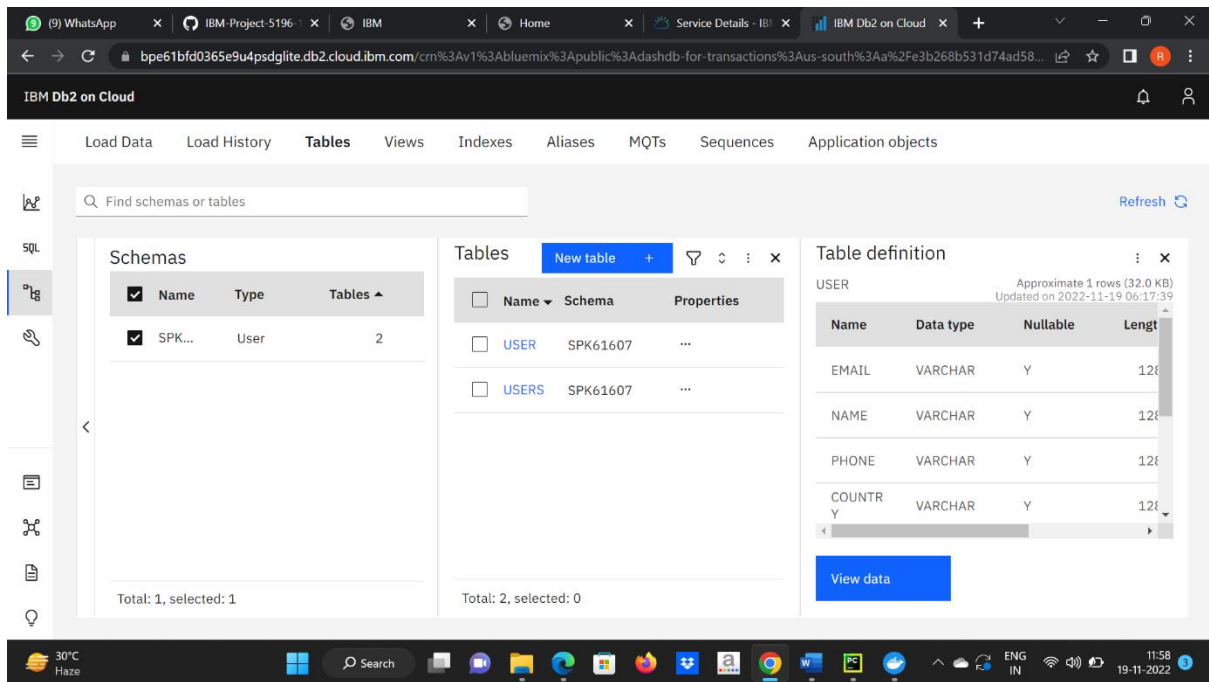 (9) WhatsApp
IBM-Project-5196-1
IBM
Home
Service Details - IB
IBM Db2 on Cloud
bpe61bfd0365e9u4psdglite.db2.cloud.ibm.com/crn%3Av1%3Abluemix%3Apublic%3Adashdb-for-transactions%3Aus-south%3Aa%2Fe3b268b531d74ad58...
R
IBM Db2 on Cloud
Load Data Load History Tables Views Indexes Aliases MQTs Sequences Application objects
Find schemas or tables
Refresh
SQL
Schemas
Name Type Tables
SPK... User 2
Total: 1, selected: 1
Tables
New table +
Name Schema Properties
USER SPK61607 ...
USERS SPK61607 ...
Total: 2, selected: 0
Table definition
USER
Approximate 1 rows (32.0 KB)
Updated on 2022-11-19 06:17:39
Name Data type Nullable Lengt
EMAIL VARCHAR Y 128
NAME VARCHAR Y 128
PHONE VARCHAR Y 128
COUNTR
Y VARCHAR Y 128
View data
30°C
Haze
Search
ENG
IN
11:58
19-11-2022
3